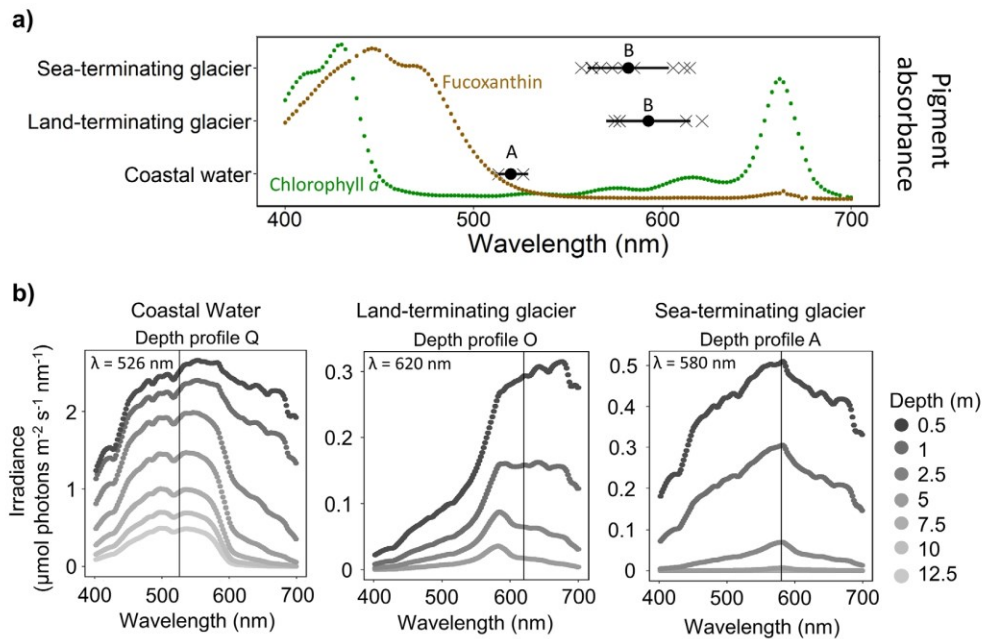 a)
Sea-terminating glacier
Land-terminating glacier
Coastal water
B
B
A
Fucoxanthin
Chlorophyll a
Pigment
absorbance
400
500
600
700
Wavelength (nm)
b)
Coastal Water
Depth profile Q
λ = 526 nm
Irradiance
(µmol photons m⁻² s⁻¹ nm⁻¹)
2
1
0
400
500
600
700
Wavelength (nm)
Land-terminating glacier
Depth profile O
λ = 620 nm
0.3
0.2
0.1
0
400
500
600
700
Wavelength (nm)
Sea-terminating glacier
Depth profile A
λ = 580 nm
0.5
0.4
0.3
0.2
0.1
0
400
500
600
700
Wavelength (nm)
Depth (m)
0.5
1
2.5
5
7.5
10
12.5